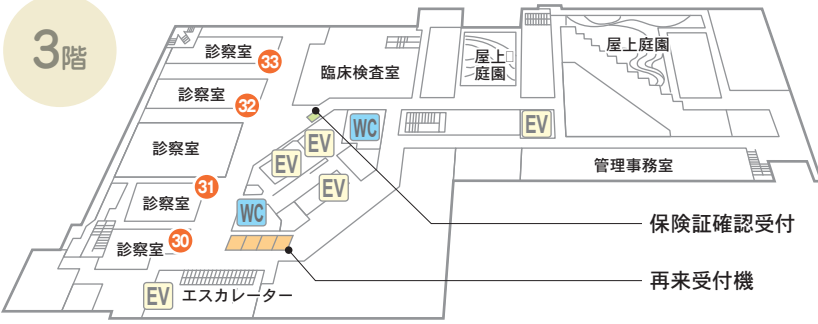 3階
診察室
33
臨床検査室
屋上
庭園
屋上庭園
診察室
32
WC
EV
EV
診察室
EV
管理事務室
31
EV
診察室
WC
保険証確認受付
30
診察室
再来受付機
EV
エスカレーター